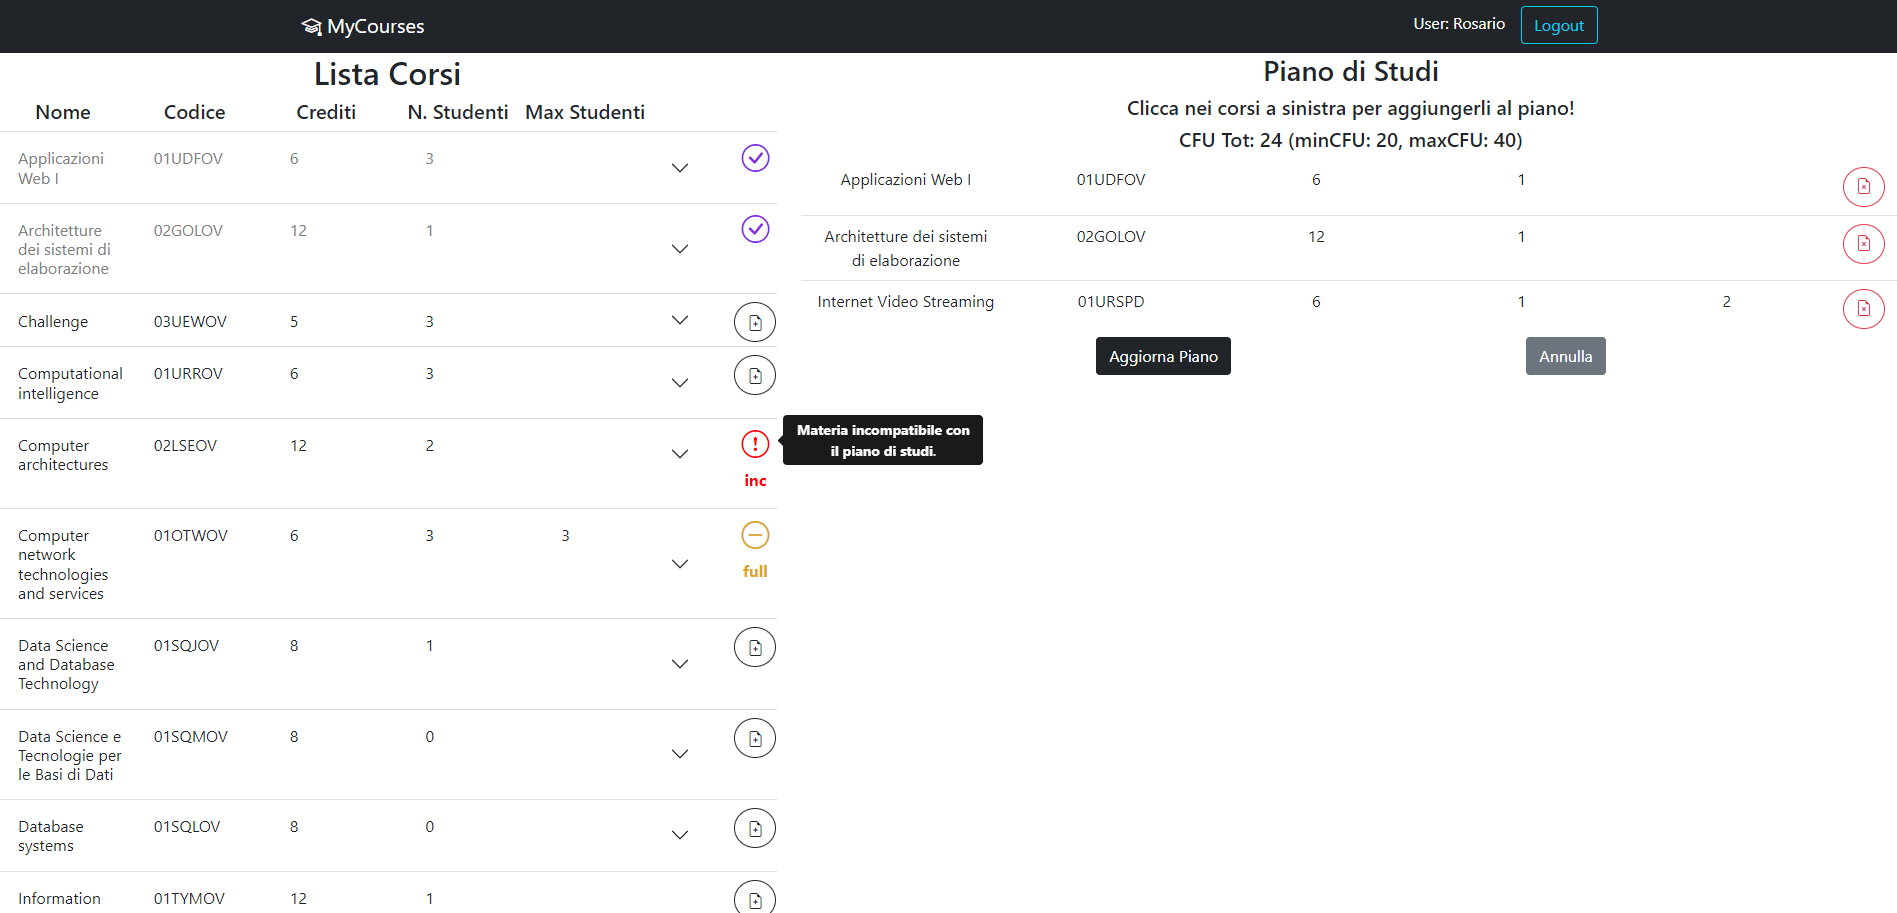 MyCourses
User: Rosario
Logout
Lista Corsi
Nome Codice Crediti N. Studenti Max Studenti
Applicazioni Web I 01UDFOV 6 3
Architetture dei sistemi di elaborazione 02GOLOV 12 1
Challenge 03UEWOV 5 3
Computational intelligence 01URROV 6 3
Computer architectures 02LSEOV 12 2
inc
Materia incompatibile con
il piano di studi.
Computer network technologies and services 01OTWOV 6 3 3
full
Data Science and Database Technology 01SQJOV 8 1
Data Science e Tecnologie per le Basi di Dati 01SQMOV 8 0
Database systems 01SQLOV 8 0
Information 01TYMOV 12 1
Piano di Studi
Clicca nei corsi a sinistra per aggiungerli al piano!
CFU Tot: 24 (minCFU: 20, maxCFU: 40)
Applicazioni Web I 01UDFOV 6 1
Architetture dei sistemi di elaborazione 02GOLOV 12 1
Internet Video Streaming 01URSPD 6 1 2
Aggiorna Piano
Annulla